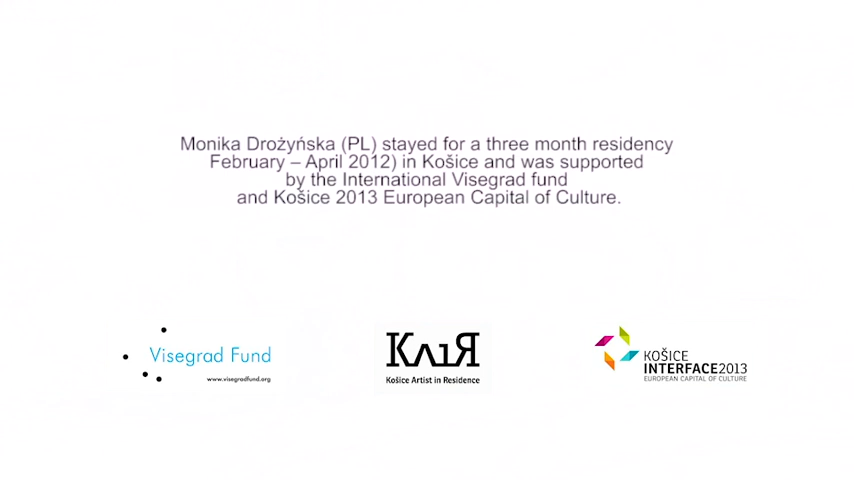 Monika Drożyńska (PL) stayed for a three month residency
February – April 2012) in Košice and was supported
by the International Visegrad fund
and Košice 2013 European Capital of Culture.
Visegrad Fund
www.visegradfund.org
KAIR
Košice Artist in Residence
KOŠICE
INTERFACE2013
EUROPEAN CAPITAL OF CULTURE